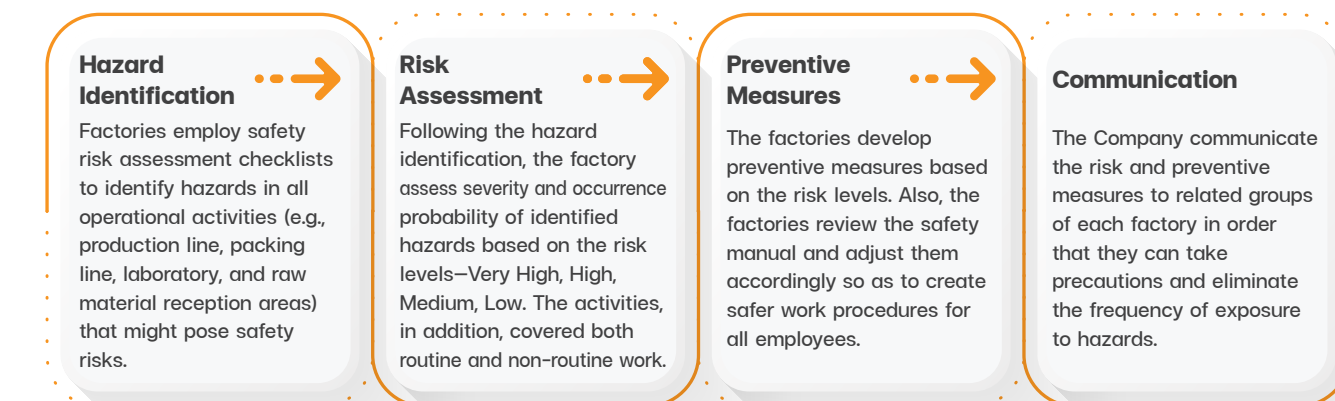 Hazard
Identification
Factories employ safety
risk assessment checklists
to identify hazards in all
operational activities (e.g.,
production line, packing
line, laboratory, and raw
material reception areas)
that might pose safety
risks.
Risk
Assessment
Following the hazard
identification, the factory
assess severity and occurrence
probability of identified
hazards based on the risk
levels—Very High, High,
Medium, Low. The activities,
in addition, covered both
routine and non-routine work.
Preventive
Measures
The factories develop
preventive measures based
on the risk levels. Also, the
factories review the safety
manual and adjust them
accordingly so as to create
safer work procedures for
all employees.
Communication
The Company communicate
the risk and preventive
measures to related groups
of each factory in order
that they can take
precautions and eliminate
the frequency of exposure
to hazards.